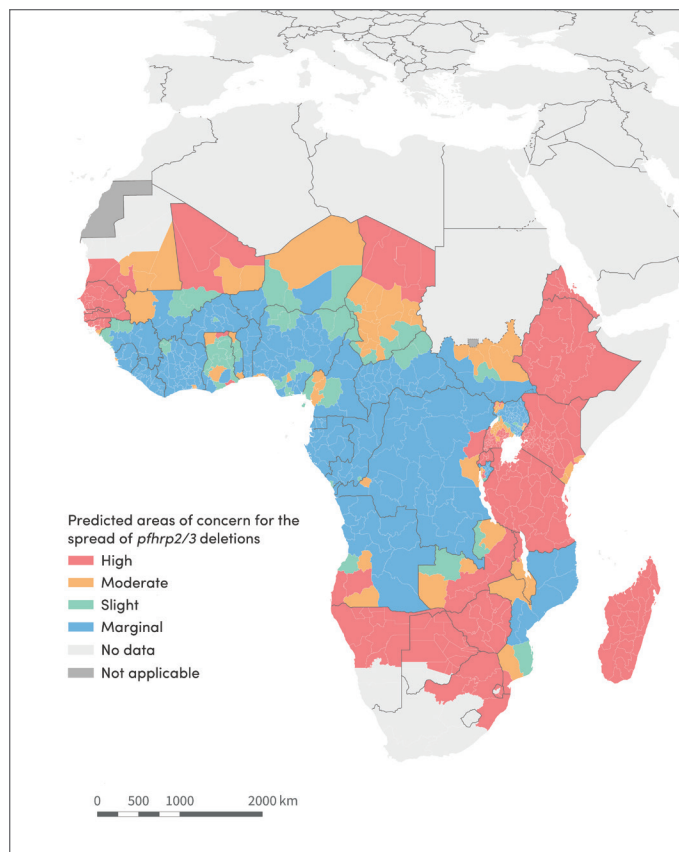 Predicted areas of concern for the
spread of pfhrp2/3 deletions
High
Moderate
Slight
Marginal
No data
Not applicable
0 500 1000 2000 km